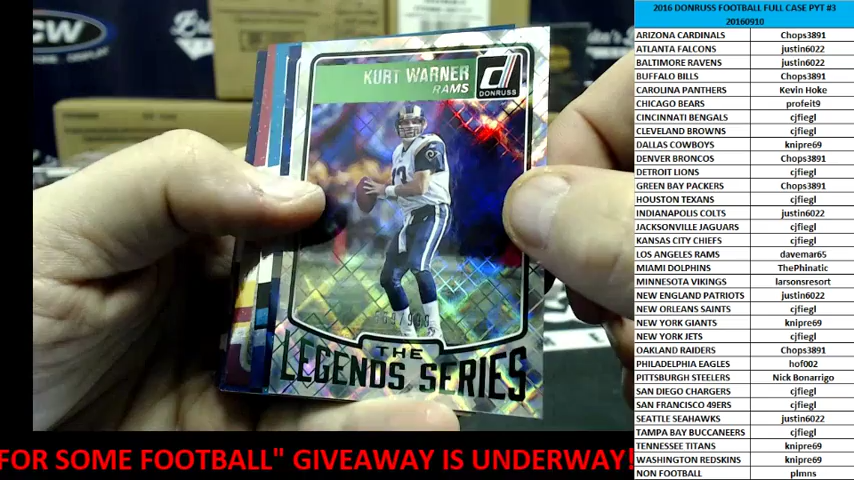 KURT WARNER
RAMS
DONRUSS
/999
THE
LEGENDS SERIES
CW
FOR SOME FOOTBALL" GIVEAWAY IS UNDERWAY!
2016 DONRUSS FOOTBALL FULL CASE PYT #3
20160910
ARIZONA CARDINALS Chops3891
ATLANTA FALCONS justin6022
BALTIMORE RAVENS justin6022
BUFFALO BILLS Chops3891
CAROLINA PANTHERS Kevin Hoke
CHICAGO BEARS profeit9
CINCINNATI BENGALS cjfiegl
CLEVELAND BROWNS cjfiegl
DALLAS COWBOYS knipre69
DENVER BRONCOS Chops3891
DETROIT LIONS cjfiegl
GREEN BAY PACKERS Chops3891
HOUSTON TEXANS cjfiegl
INDIANAPOLIS COLTS justin6022
JACKSONVILLE JAGUARS cjfiegl
KANSAS CITY CHIEFS cjfiegl
LOS ANGELES RAMS davemar65
MIAMI DOLPHINS ThePhinatic
MINNESOTA VIKINGS larsonsresort
NEW ENGLAND PATRIOTS justin6022
NEW ORLEANS SAINTS cjfiegl
NEW YORK GIANTS knipre69
NEW YORK JETS cjfiegl
OAKLAND RAIDERS Chops3891
PHILADELPHIA EAGLES hof002
PITTSBURGH STEELERS Nick Bonarrigo
SAN DIEGO CHARGERS cjfiegl
SAN FRANCISCO 49ERS cjfiegl
SEATTLE SEAHAWKS justin6022
TAMPA BAY BUCCANEERS cjfiegl
TENNESSEE TITANS knipre69
WASHINGTON REDSKINS knipre69
NON FOOTBALL plmns